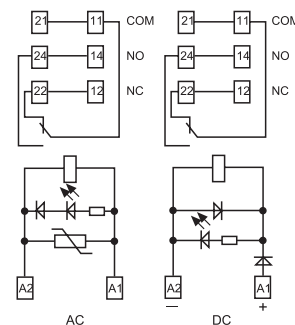 21 11 COM 21 11 COM
24 14 NO 24 14 NO
22 12 NC 22 12 NC
A2 A1 A2 A1
— +
AC DC